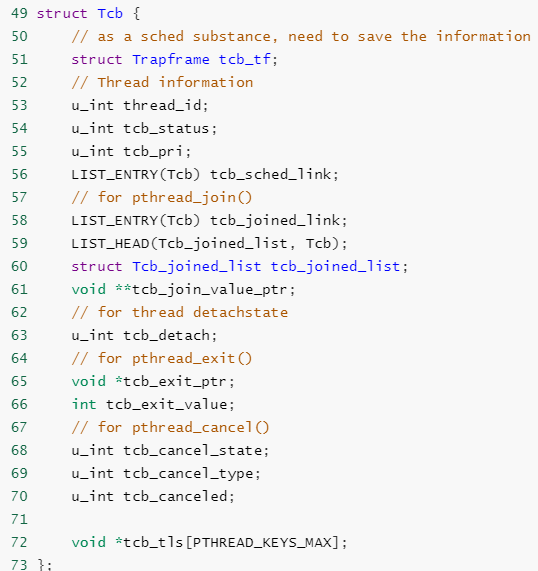 49 struct Tcb {
50     // as a sched substance, need to save the information
51     struct Trapframe tcb_tf;
52     // Thread information
53     u_int thread_id;
54     u_int tcb_status;
55     u_int tcb_pri;
56     LIST_ENTRY(Tcb) tcb_sched_link;
57     // for pthread_join()
58     LIST_ENTRY(Tcb) tcb_joined_link;
59     LIST_HEAD(Tcb_joined_list, Tcb);
60     struct Tcb_joined_list tcb_joined_list;
61     void **tcb_join_value_ptr;
62     // for thread detachstate
63     u_int tcb_detach;
64     // for pthread_exit()
65     void *tcb_exit_ptr;
66     int tcb_exit_value;
67     // for pthread_cancel()
68     u_int tcb_cancel_state;
69     u_int tcb_cancel_type;
70     u_int tcb_canceled;
71
72     void *tcb_tls[PTHREAD_KEYS_MAX];
73 };